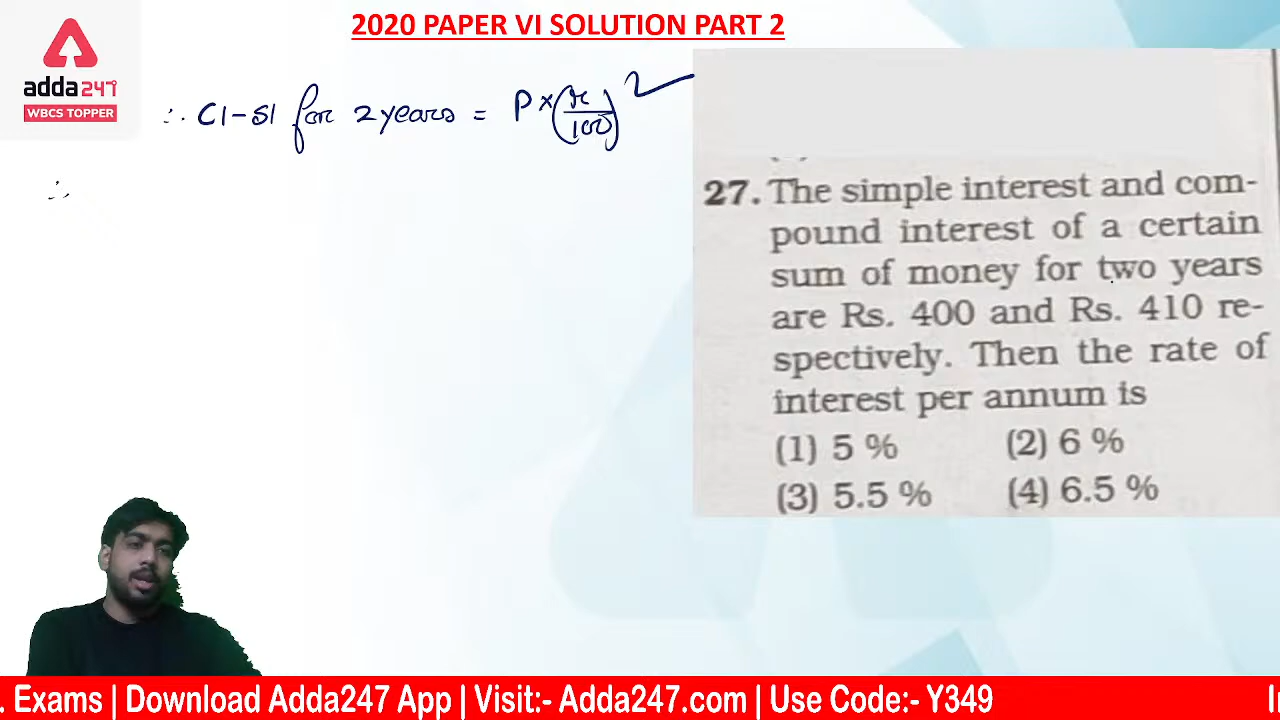 2020 PAPER VI SOLUTION PART 2
adda247
WBCS TOPPER
∴ CI-SI for 2 years = P × (r/100)²
∴
27. The simple interest and com-
pound interest of a certain
sum of money for two years
are Rs. 400 and Rs. 410 re-
spectively. Then the rate of
interest per annum is
(1) 5 % (2) 6 %
(3) 5.5 % (4) 6.5 %
. Exams | Download Adda247 App | Visit:- Adda247.com | Use Code:- Y349